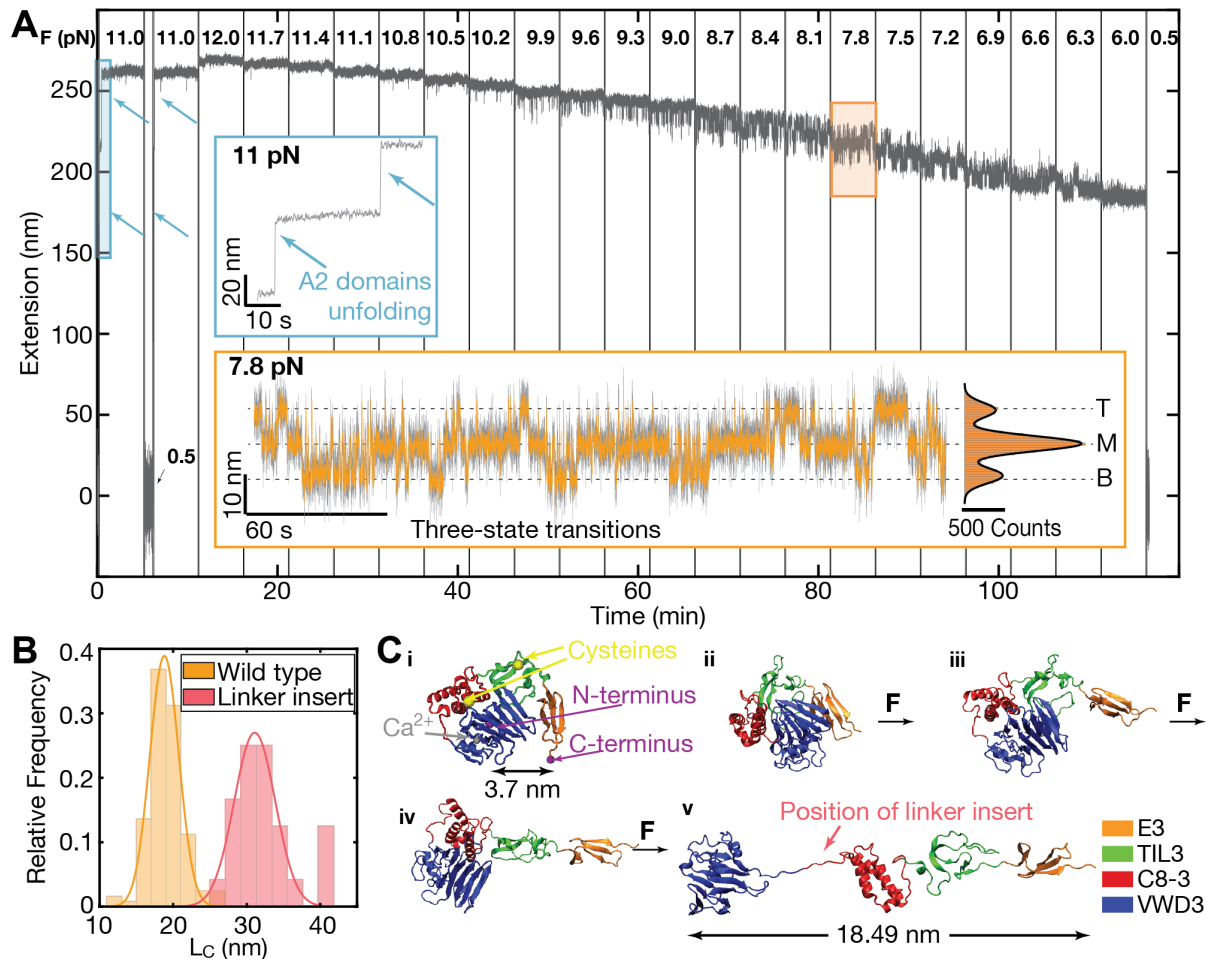 A
F (pN) 11.0 11.0 12.0 11.7 11.4 11.1 10.8 10.5 10.2 9.9 9.6 9.3 9.0 8.7 8.4 8.1 7.8 7.5 7.2 6.9 6.6 6.3 6.0 0.5
Extension (nm)
250
200
150
100
50
0
0.5
11 pN
A2 domains
unfolding
20 nm
10 s
7.8 pN
T
M
B
10 nm
60 s
Three-state transitions
500 Counts
0 20 40 60 80 100
Time (min)
B
Relative Frequency
0.4
0.3
0.2
0.1
0
Wild type
Linker insert
10 20 30 40
LC (nm)
C
i
Cysteines
N-terminus
Ca2+
C-terminus
3.7 nm
ii
F
iii
F
iv
F
v
Position of linker insert
18.49 nm
E3
TIL3
C8-3
VWD3